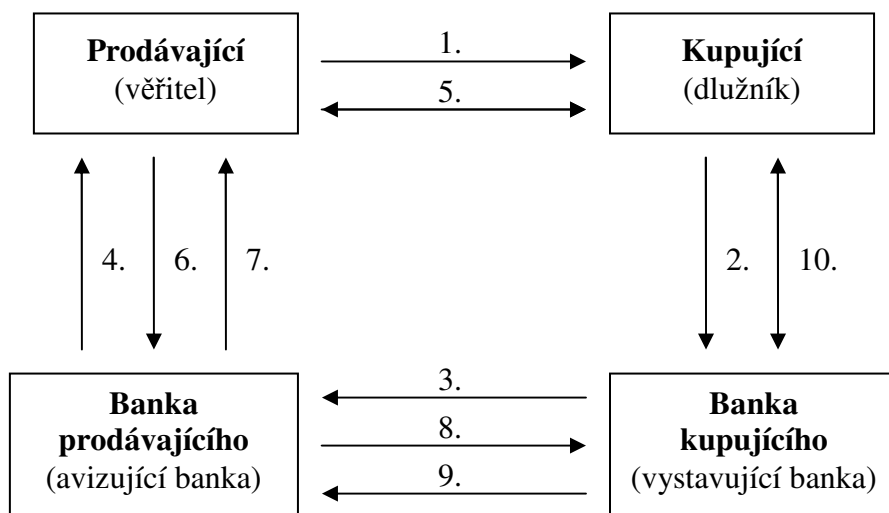 Prodávající
(věřitel)
1.
5.
Kupující
(dlužník)
4.
6.
7.
2.
10.
Banka
prodávajícího
(avizující banka)
3.
8.
9.
Banka
kupujícího
(vystavující banka)